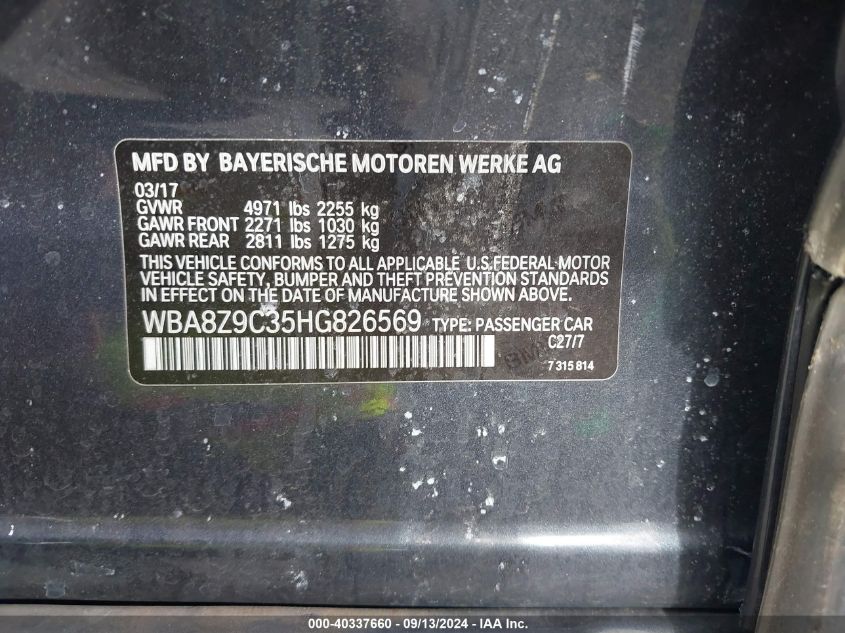 MFD BY BAYERISCHE MOTOREN WERKE AG
03/17
GVWR 4971 lbs 2255 kg
GAWR FRONT 2271 lbs 1030 kg
GAWR REAR 2811 lbs 1275 kg
THIS VEHICLE CONFORMS TO ALL APPLICABLE U.S. FEDERAL MOTOR
VEHICLE SAFETY, BUMPER AND THEFT PREVENTION STANDARDS
IN EFFECT ON THE DATE OF MANUFACTURE SHOWN ABOVE.
WBA8Z9C35HG826569 TYPE: PASSENGER CAR
C27/7
BMW
7 315 814
000-40337660 - 09/13/2024 - IAA Inc.